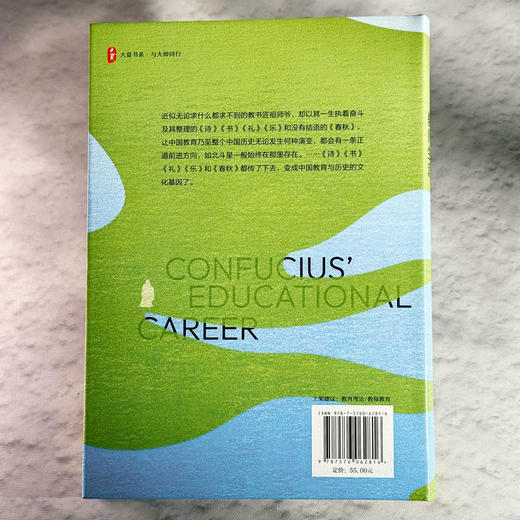 大夏书系·与大师同行
近似无论求什么都求不到的教书匠祖师爷，却以其一生执着奋斗
及其整理的《诗》《书》《礼》《乐》和没有结语的《春秋》，
让中国教育乃至整个中国历史无论发生何种演变，都会有一条正
道前进方向，如北斗星一般始终在那里存在。……《诗》《书》
《礼》《乐》和《春秋》都传了下去，变成中国教育与历史的文
化基因了。
CONFUCIUS'
EDUCATIONAL
CAREER
上架建议：教育理论/教师教育
ISBN 978-7-5760-6281-6
9 787576 062816 >
定价：55.00元